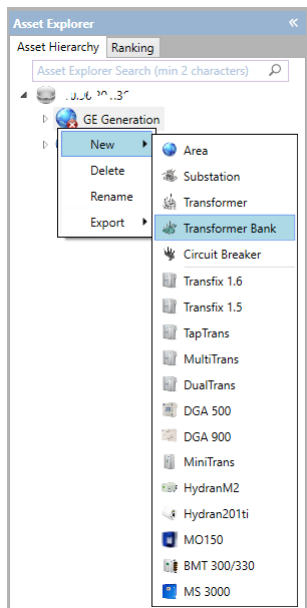 Asset Explorer
Asset Hierarchy Ranking
Asset Explorer Search (min 2 characters)
GE Generation
New
Delete
Rename
Export
Area
Substation
Transformer
Transformer Bank
Circuit Breaker
Transfix 1.6
Transfix 1.5
TapTrans
MultiTrans
DualTrans
DGA 500
DGA 900
MiniTrans
HydranM2
Hydran201ti
MO150
BMT 300/330
MS 3000